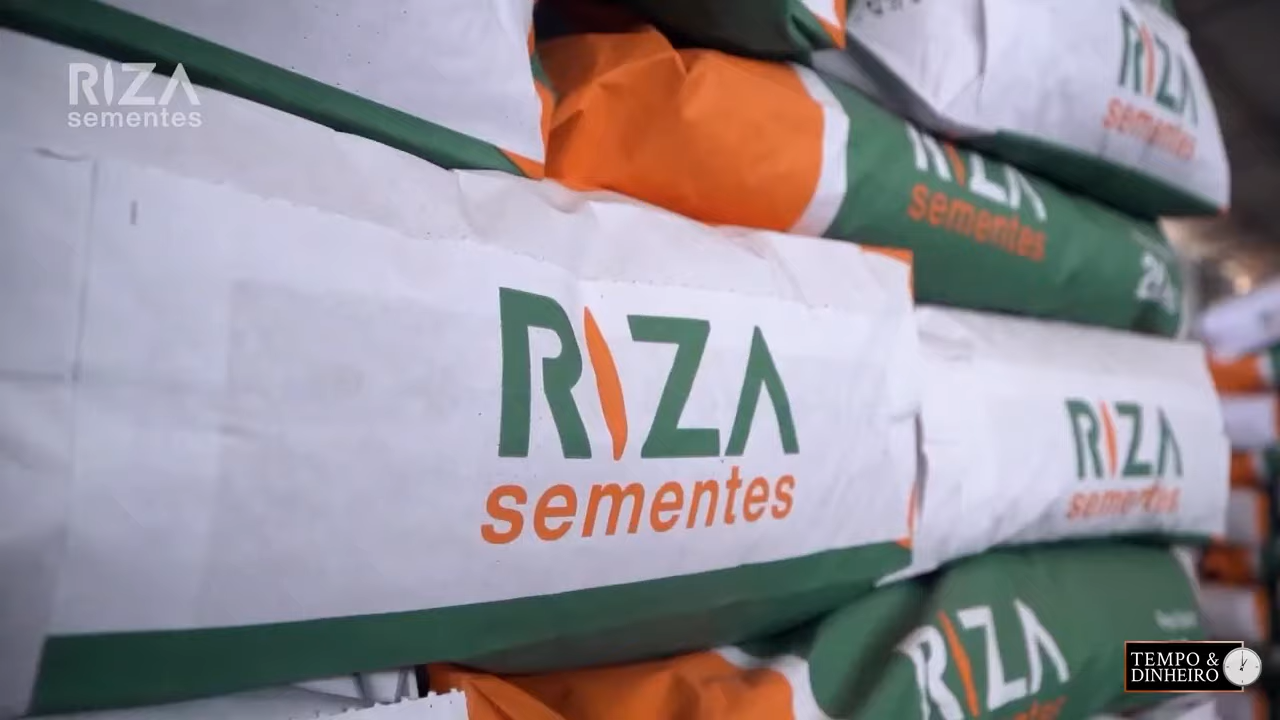 RIZA
sementes
RIZA
sementes
RIZA
sementes
RIZA
sementes
RIZA
sementes
RIZA
sementes
TEMPO &
DINHEIRO